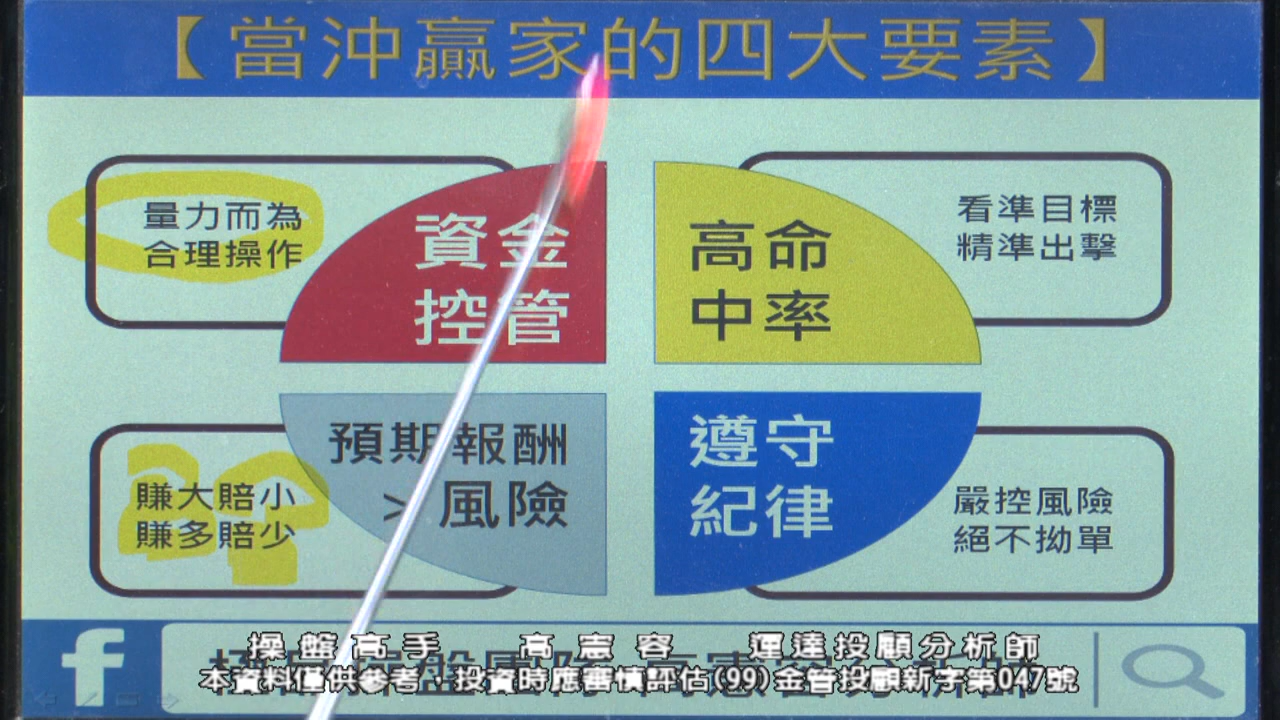 【當沖贏家的四大要素】
量力而為
合理操作
資金
控管
高命
中率
看準目標
精準出擊
賺大賠小
賺多賠少
預期報酬
> 風險
遵守
紀律
嚴控風險
絕不拗單
f
操盤高手 高憲容 運達投顧分析師
本資料僅供參考，投資時應審慎評估(99)金管投顧新字第047號